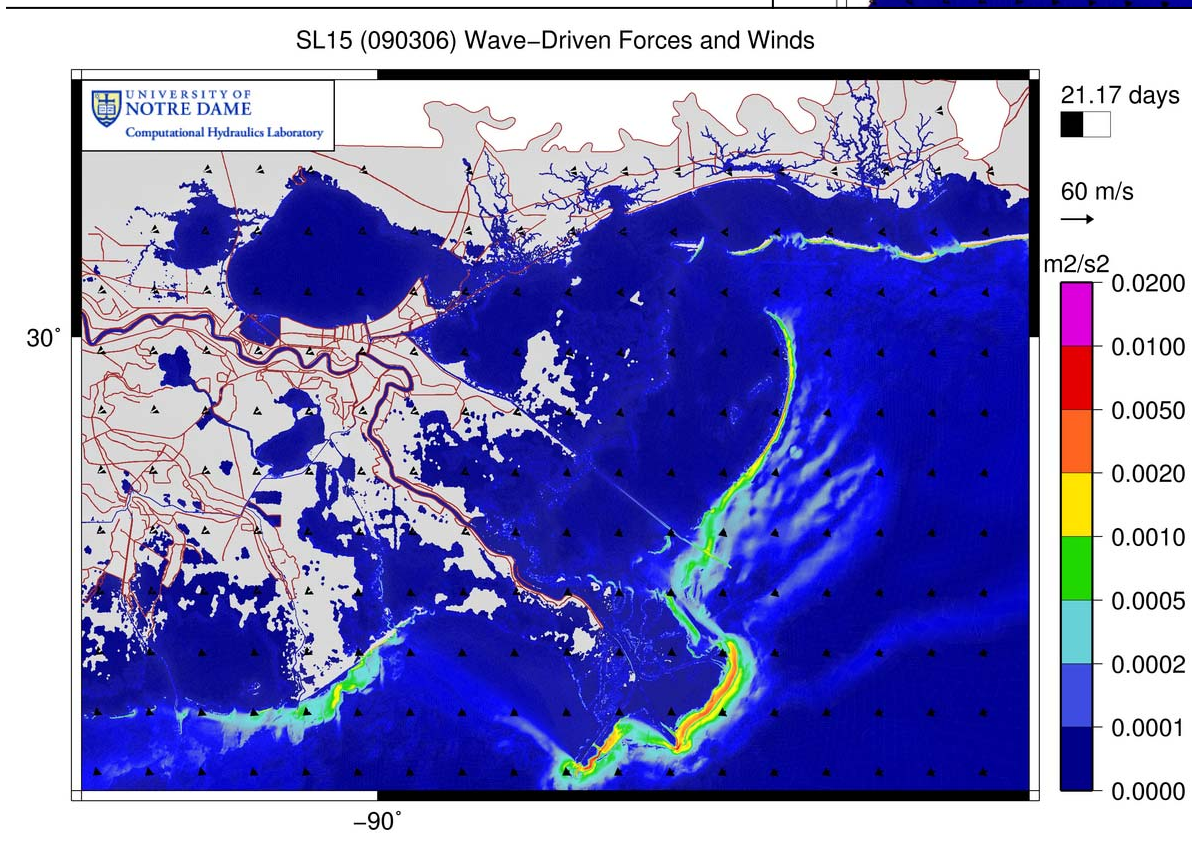 SL15 (090306) Wave−Driven Forces and Winds
UNIVERSITY OF
NOTRE DAME
Computational Hydraulics Laboratory
21.17 days
60 m/s
m2/s2
0.0200
0.0100
0.0050
0.0020
0.0010
0.0005
0.0002
0.0001
0.0000
30°
−90°